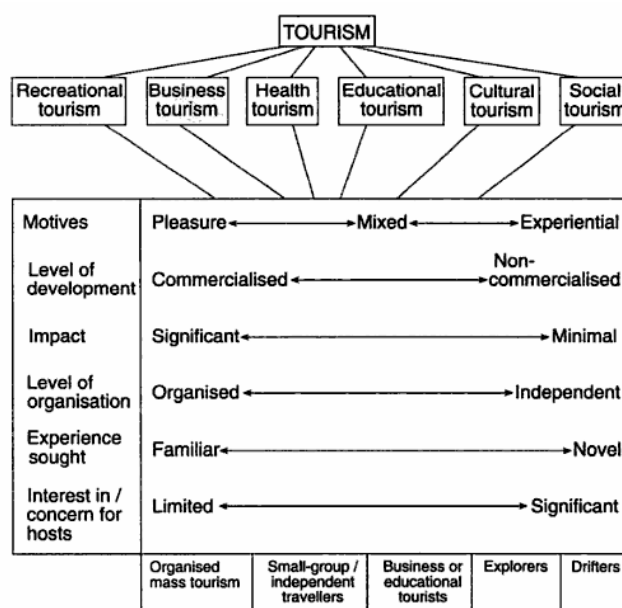 TOURISM
Recreational tourism
Business tourism
Health tourism
Educational tourism
Cultural tourism
Social tourism
Motives
Pleasure
Mixed
Experiential
Level of development
Commercialised
Non-commercialised
Impact
Significant
Minimal
Level of organisation
Organised
Independent
Experience sought
Familiar
Novel
Interest in / concern for hosts
Limited
Significant
Organised mass tourism
Small-group / independent travellers
Business or educational tourists
Explorers
Drifters